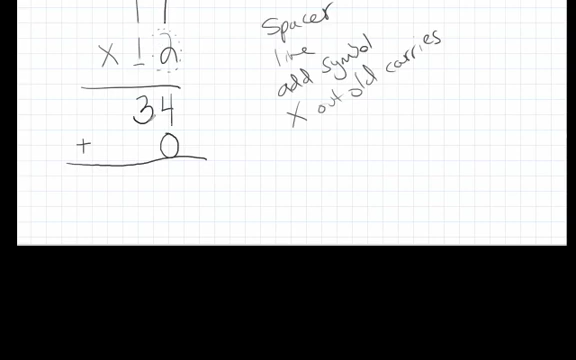 x 12
34
+ 0
Spacer
line
add symbol
X out old carries